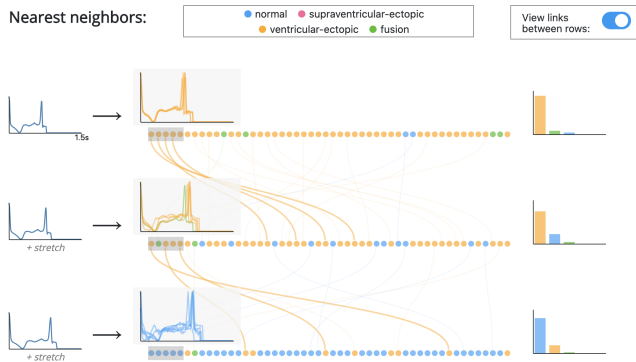 Nearest neighbors:
normal supraventricular-ectopic
ventricular-ectopic fusion
View links
between rows:
1.5s
+ stretch
+ stretch